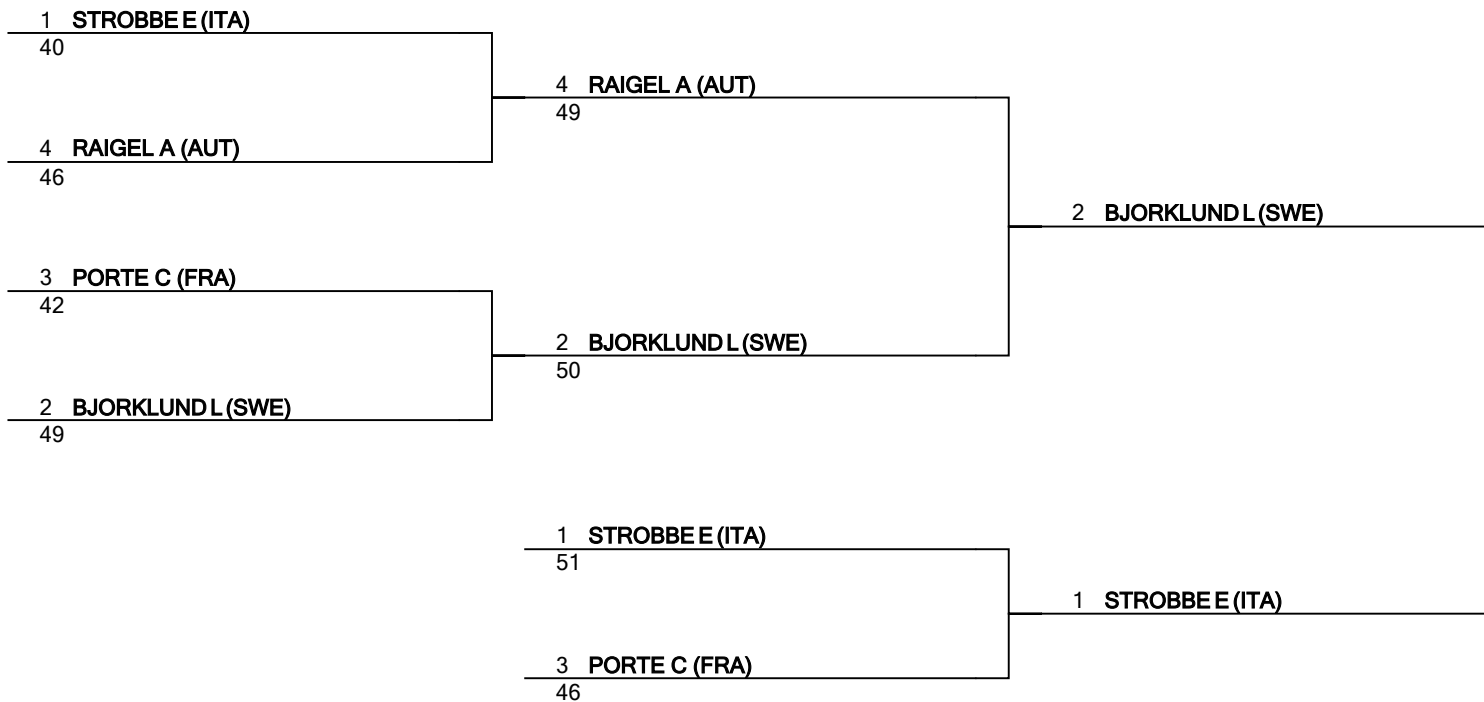 1 STROBBE E (ITA)
40
4 RAIGEL A (AUT)
49
4 RAIGEL A (AUT)
46
2 BJORKLUND L (SWE)
3 PORTE C (FRA)
42
2 BJORKLUND L (SWE)
50
2 BJORKLUND L (SWE)
49
1 STROBBE E (ITA)
51
1 STROBBE E (ITA)
3 PORTE C (FRA)
46